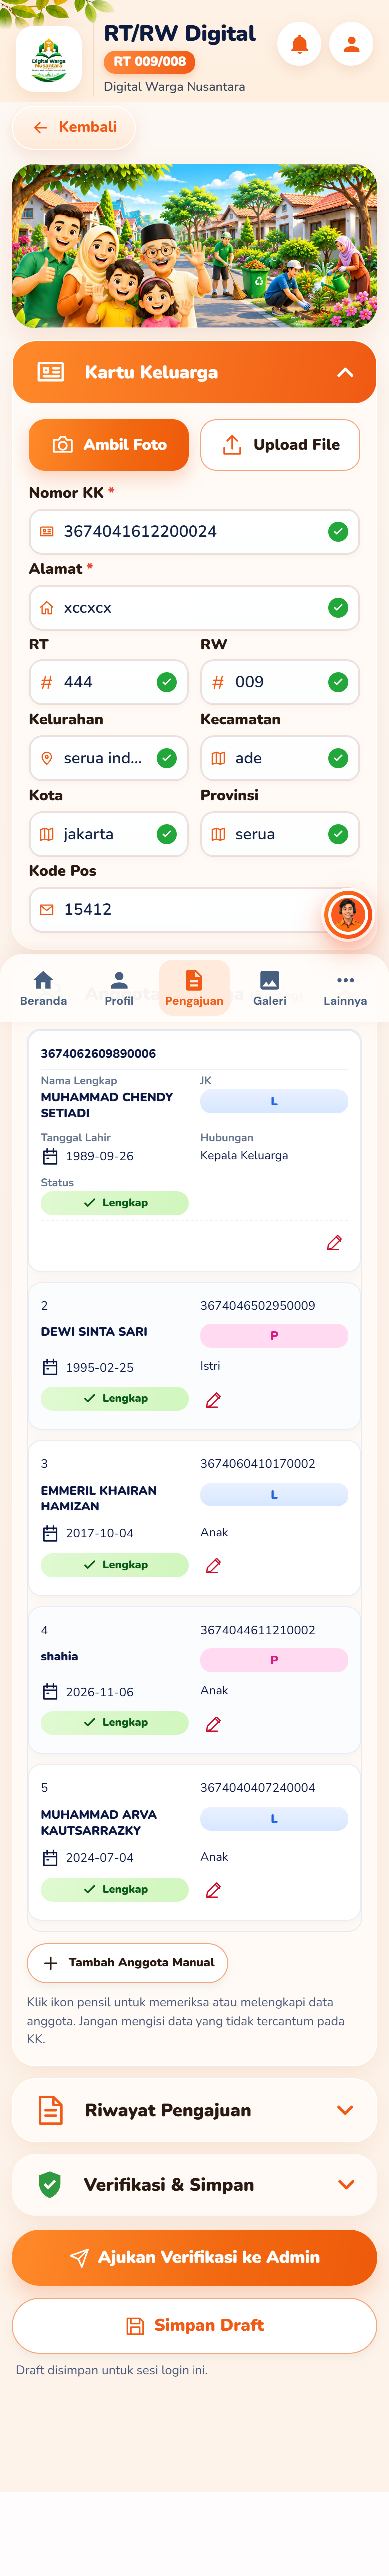 RT/RW Digital
RT 009/008
Digital Warga Nusantara
Digital Warga
Nusantara
Kembali
Kartu Keluarga
Ambil Foto
Upload File
Nomor KK *
3674041612200024
Alamat *
xccxcx
RT
RW
# 444
# 009
Kelurahan
Kecamatan
serua ind...
ade
Kota
Provinsi
jakarta
serua
Kode Pos
15412
Beranda
Profil
Pengajuan
Galeri
Lainnya
3674062609890006
Nama Lengkap
JK
MUHAMMAD CHENDY
SETIADI
L
Tanggal Lahir
Hubungan
1989-09-26
Kepala Keluarga
Status
Lengkap
2
3674046502950009
DEWI SINTA SARI
P
1995-02-25
Istri
Lengkap
3
3674060410170002
EMMERIL KHAIRAN
HAMIZAN
L
2017-10-04
Anak
Lengkap
4
3674044611210002
shahia
P
2026-11-06
Anak
Lengkap
5
3674040407240004
MUHAMMAD ARVA
KAUTSARRAZKY
L
2024-07-04
Anak
Lengkap
Tambah Anggota Manual
Klik ikon pensil untuk memeriksa atau melengkapi data
anggota. Jangan mengisi data yang tidak tercantum pada
KK.
Riwayat Pengajuan
Verifikasi & Simpan
Ajukan Verifikasi ke Admin
Simpan Draft
Draft disimpan untuk sesi login ini.